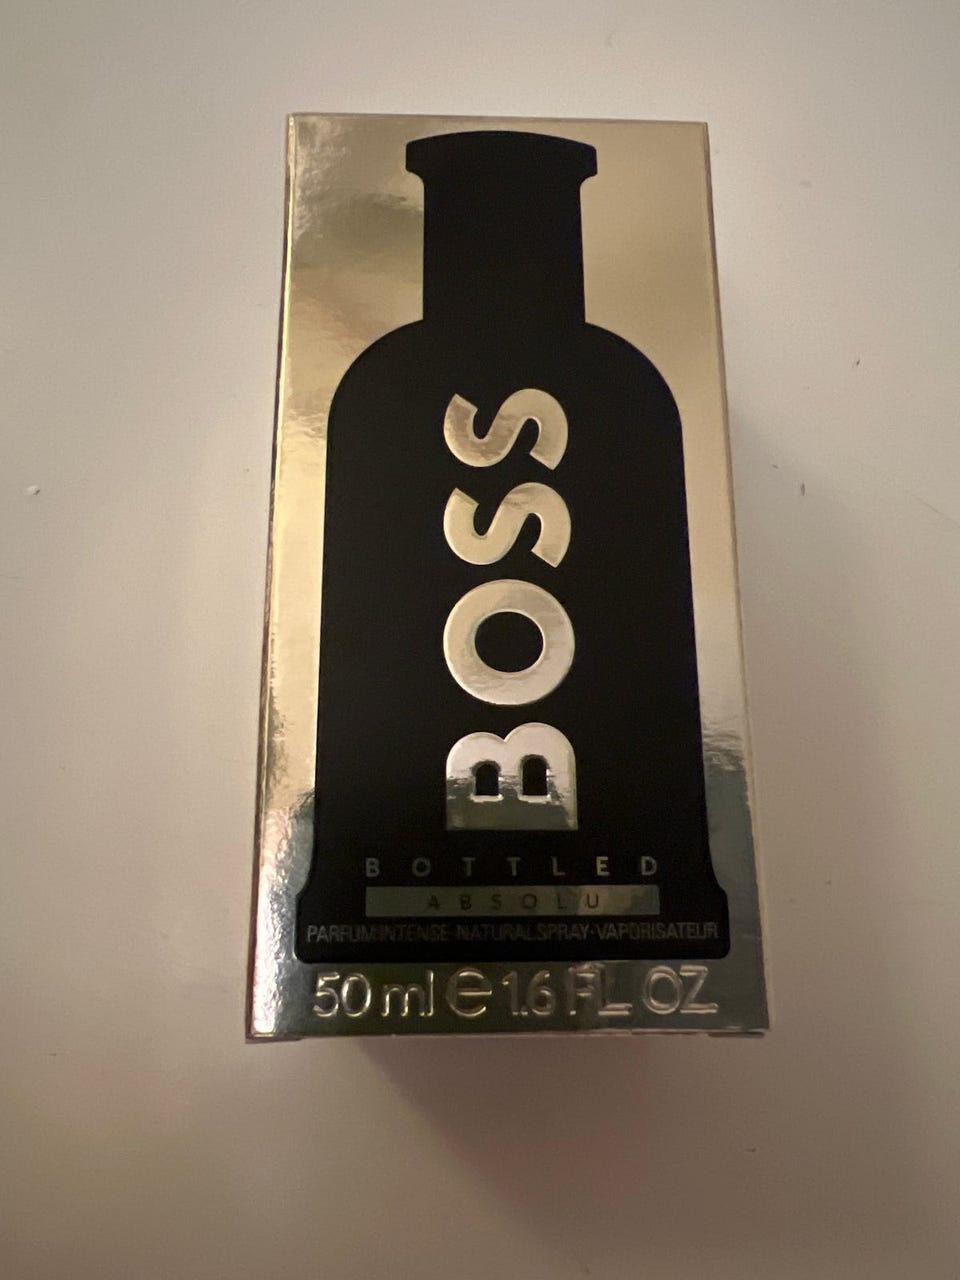 BOSS
BOTTLED
ABSOLU
PARFUM INTENSE·NATURAL SPRAY·VAPORISATEUR
50 ml e 1.6 FL OZ